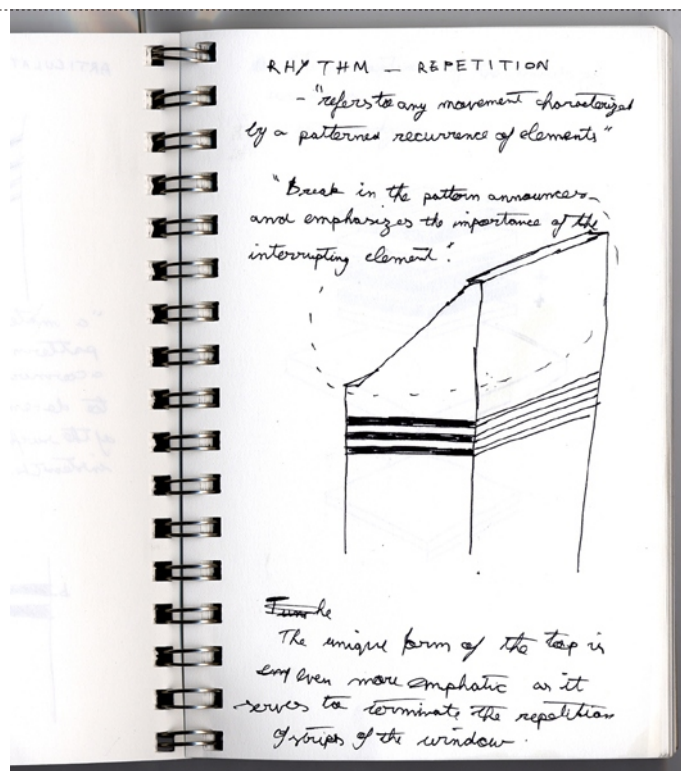 RHYTHM – REPETITION
– "refers to any movement characterized
by a patterned recurrence of elements"
"Break in the pattern announces
and emphasizes the importance of the
interrupting element".
The unique form of the top is
even more emphatic as it
serves to terminate the repetition
of strips of the window.